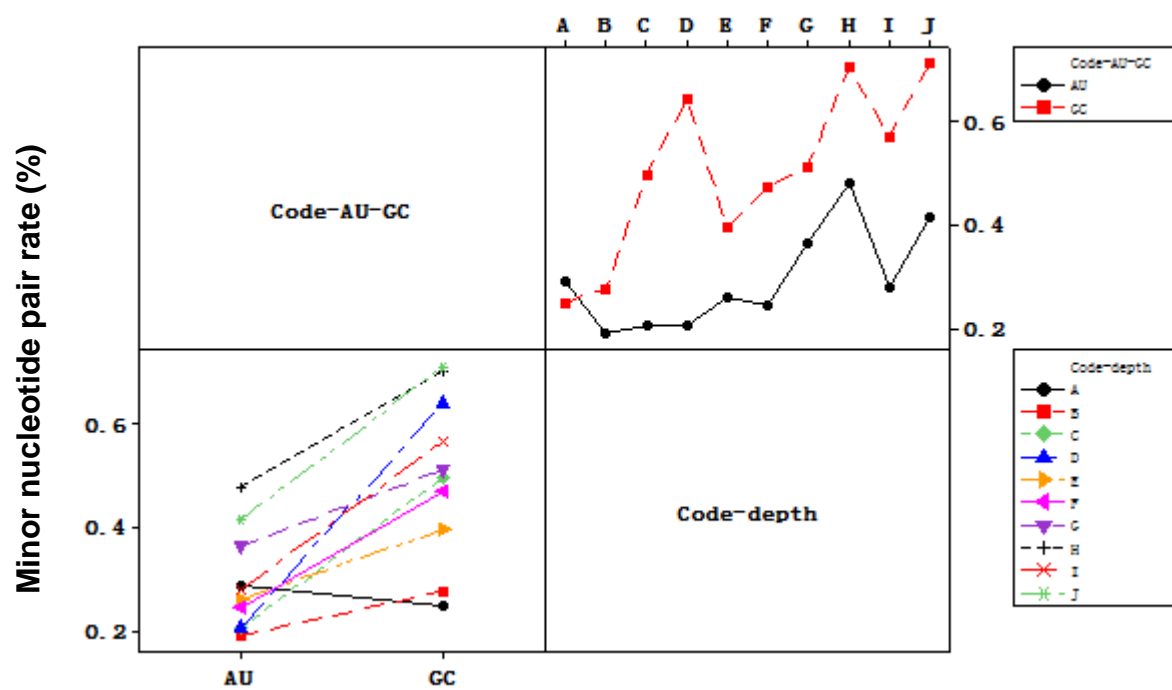 A B C D E F G H I J
Minor nucleotide pair rate (%)
Code-AU-GC
0.6
0.4
0.2
Code-AU-GC
AU
GC
0.6
0.4
0.2
AU GC
Code-depth
Code-depth
A
B
C
D
E
F
G
H
I
J